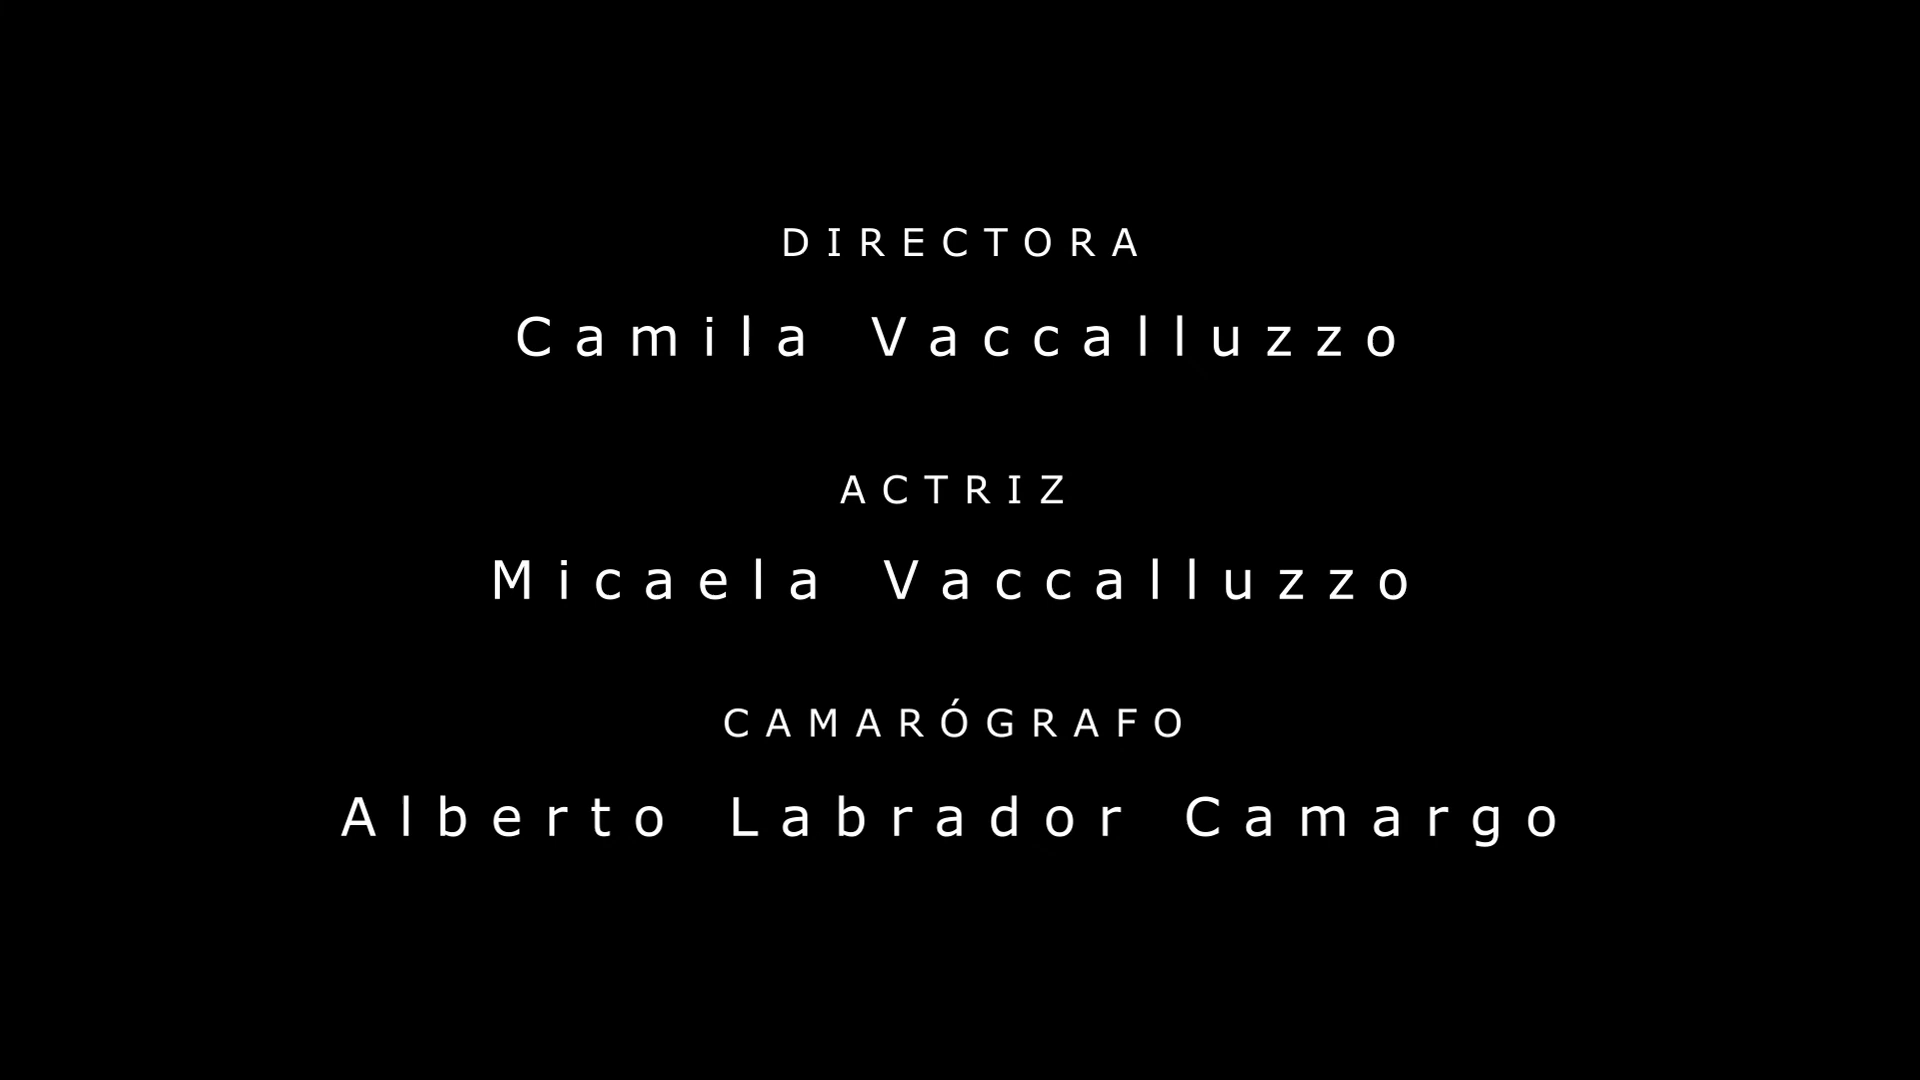 DIRECTORA
Camila Vaccalluzzo
ACTRIZ
Micaela Vaccalluzzo
CAMARÓGRAFO
Alberto Labrador Camargo